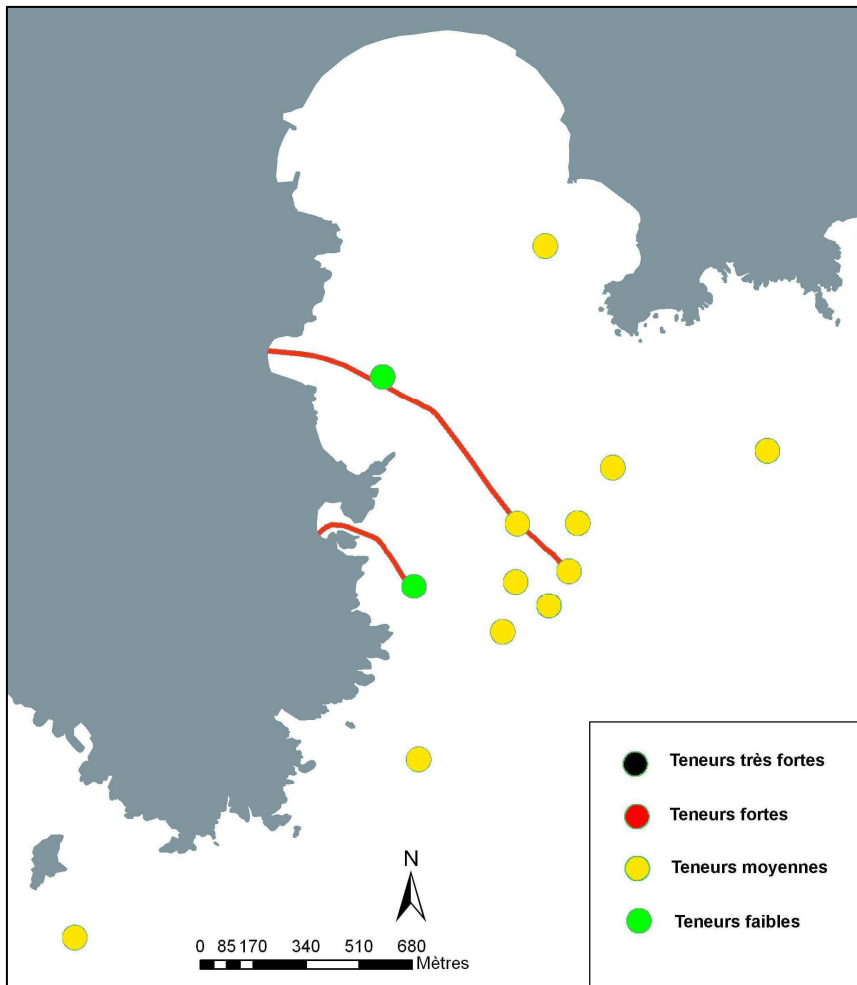 Teneurs très fortes
Teneurs fortes
Teneurs moyennes
Teneurs faibles
N
0 85 170 340 510 680
Mètres